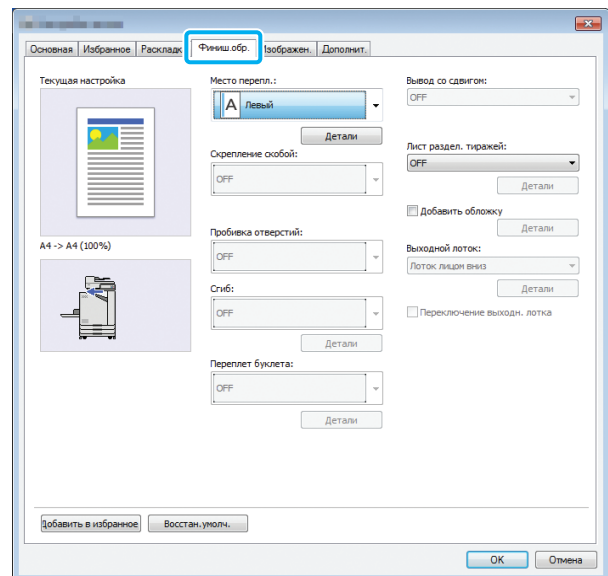 Основная Избранное Расклад Финиш.обр. Изображен. Дополнит.
Текущая настройка
A4 -> A4 (100%)
Место перепл.:
A Левый
Детали
Скрепление скобой:
OFF
Пробивка отверстий:
OFF
Сгиб:
OFF
Детали
Переплет буклета:
OFF
Детали
Вывод со сдвигом:
OFF
Лист раздел. тиражей:
OFF
Детали
Добавить обложку
Детали
Выходной лоток:
Лоток лицом вниз
Детали
Переключение выходн. лотка
Добавить в избранное Восстан.умолч.
OK Отмена